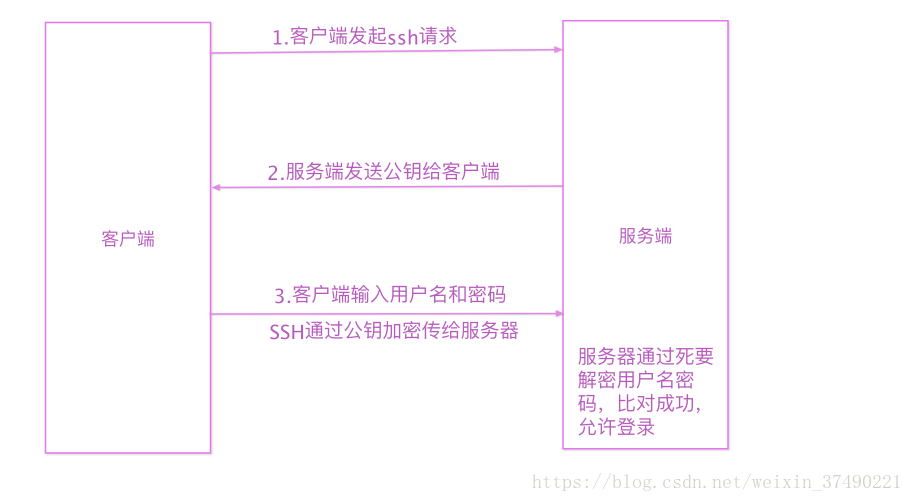 1.客户端发起ssh请求
2.服务端发送公钥给客户端
客户端
服务端
3.客户端输入用户名和密码
SSH通过公钥加密传给服务器
服务器通过死要
解密用户名密
码，比对成功，
允许登录
https://blog.csdn.net/weixin_37490221